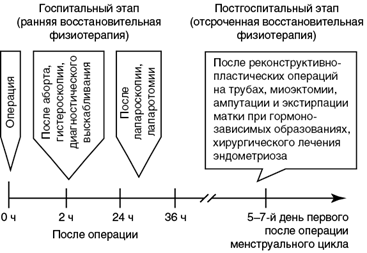 Госпитальный этап
(ранняя восстановительная
физиотерапия)
Постгоспитальный этап
(отсроченная восстановительная
физиотерапия)
Операция
После аборта,
гистероскопии,
диагностического
выскабливания
После
лапароскопии,
лапаротомии
После реконструктивно-
пластических операций
на трубах, миоэктомии,
ампутации и экстирпации
матки при гормоно-
зависимых образованиях,
хирургического лечения
эндометриоза
0 ч
2 ч
24 ч
36 ч
После операции
5–7-й день первого
после операции
менструального цикла